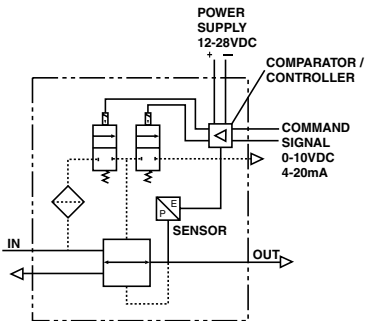 POWER
SUPPLY
12-28VDC
+ −
COMPARATOR /
CONTROLLER
COMMAND
SIGNAL
0-10VDC
4-20mA
E
P
SENSOR
IN
OUT